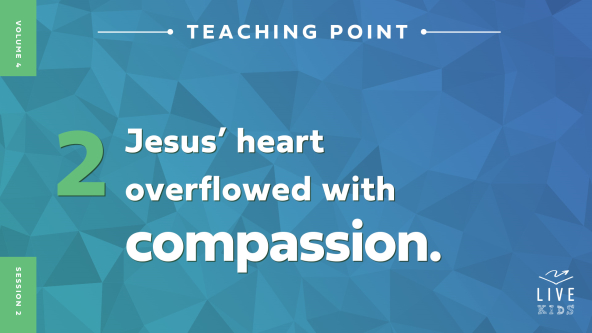 VOLUME 4
TEACHING POINT
2
Jesus’ heart
overflowed with
compassion.
SESSION 2
LIVE
KIDS